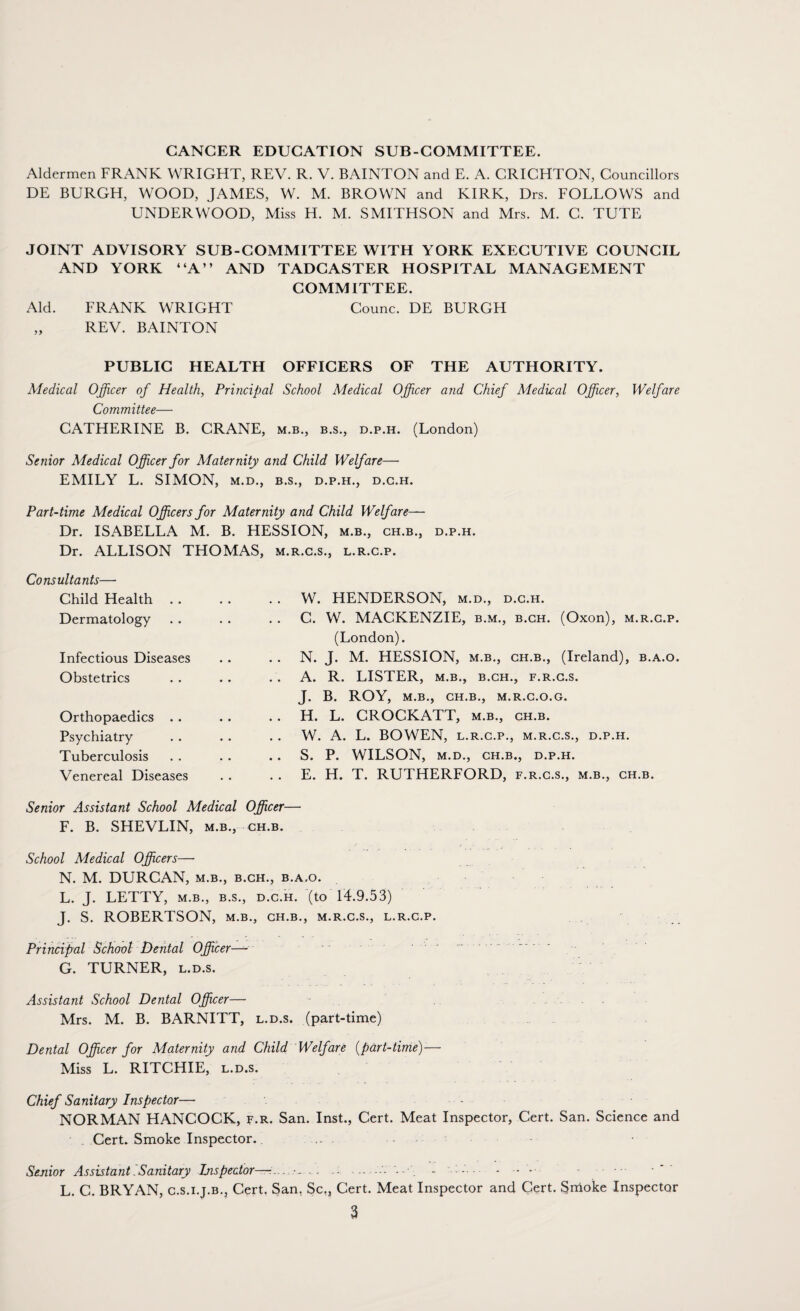 CANCER EDUCATION SUB-COMMITTEE.
Aldermen FRANK WRIGHT, REV. R. V. BAINTON and E. A. CRICHTON, Councillors
DE BURGH, WOOD, JAMES, W. M. BROWN and KIRK, Drs. FOLLOWS and
UNDERWOOD, Miss H. M. SMITHSON and Mrs. M. C. TUTE
JOINT ADVISORY SUB-COMMITTEE WITH YORK EXECUTIVE COUNCIL
AND YORK “A” AND TADCASTER HOSPITAL MANAGEMENT
COMMITTEE.
Ald. FRANK WRIGHT Counc. DE BURGH
„ REV. BAINTON
PUBLIC HEALTH OFFICERS OF THE AUTHORITY.
Medical Officer of Health, Principal School Medical Officer and Chief Medical Officer, Welfare
Committee—
CATHERINE B. CRANE, M.B., B.S., D.P.H. (London)
Senior Medical Officer for Maternity and Child Welfare—
EMILY L. SIMON, M.D., B.S., D.P.H., D.C.H.
Part-time Medical Officers for Maternity and Child Welfare—
Dr. ISABELLA M. B. HESSION, M.B., CH.B., D.P.H.
Dr. ALLISON THOMAS, M.R.C.S., L.R.C.P.
Consultants—
Child Health . . . . . . W. HENDERSON, M.D., D.C.H.
Dermatology . . . . . . C. W. MACKENZIE, B.M., B.CH. (Oxon), M.R.C.P.
(London).
Infectious Diseases . . . . N. J. M. HESSION, M.B., CH.B., (Ireland), B.A.O.
Obstetrics . . . . . . A. R. LISTER, M.B., B.CH., F.R.C.S.
J. B. ROY, M.B., CH.B., M.R.C.O.G.
Orthopaedics . . . . . . H. L. CROCKATT, M.B., CH.B.
Psychiatry . . . . . . W. A. L. BOWEN, L.R.C.P., M.R.C.S., D.P.H.
Tuberculosis . . . . . . S. P. WILSON, M.D., CH.B., D.P.H.
Venereal Diseases . . . . E. H. T. RUTHERFORD, F.R.C.S., M.B., CH.B.
Senior Assistant School Medical Officer—
F. B. SHEVLIN, M.B., CH.B.
School Medical Officers—
N. M. DURCAN, M.B., B.CH., B.A.O.
L. J. LETTY, M.B., B.S., D.C.H. (to 14.9.53)
J. S. ROBERTSON, M.B., CH.B., M.R.C.S., L.R.C.P.
Principal School Dental Officer—
G. TURNER, L.D.S.
Assistant School Dental Officer—
Mrs. M. B. BARNITT, L.D.S. (part-time)
Dental Officer for Maternity and Child Welfare (part-time)—
Miss L. RITCHIE, L.D.S.
Chief Sanitary Inspector—
NORMAN HANCOCK, F.R. San. Inst., Cert. Meat Inspector, Cert. San. Science and
Cert. Smoke Inspector.
Senior Assistant Sanitary Inspector—
L. C. BRYAN, C.S.I.J.B., Cert. San. Sc., Cert. Meat Inspector and Cert. Smoke Inspector
3